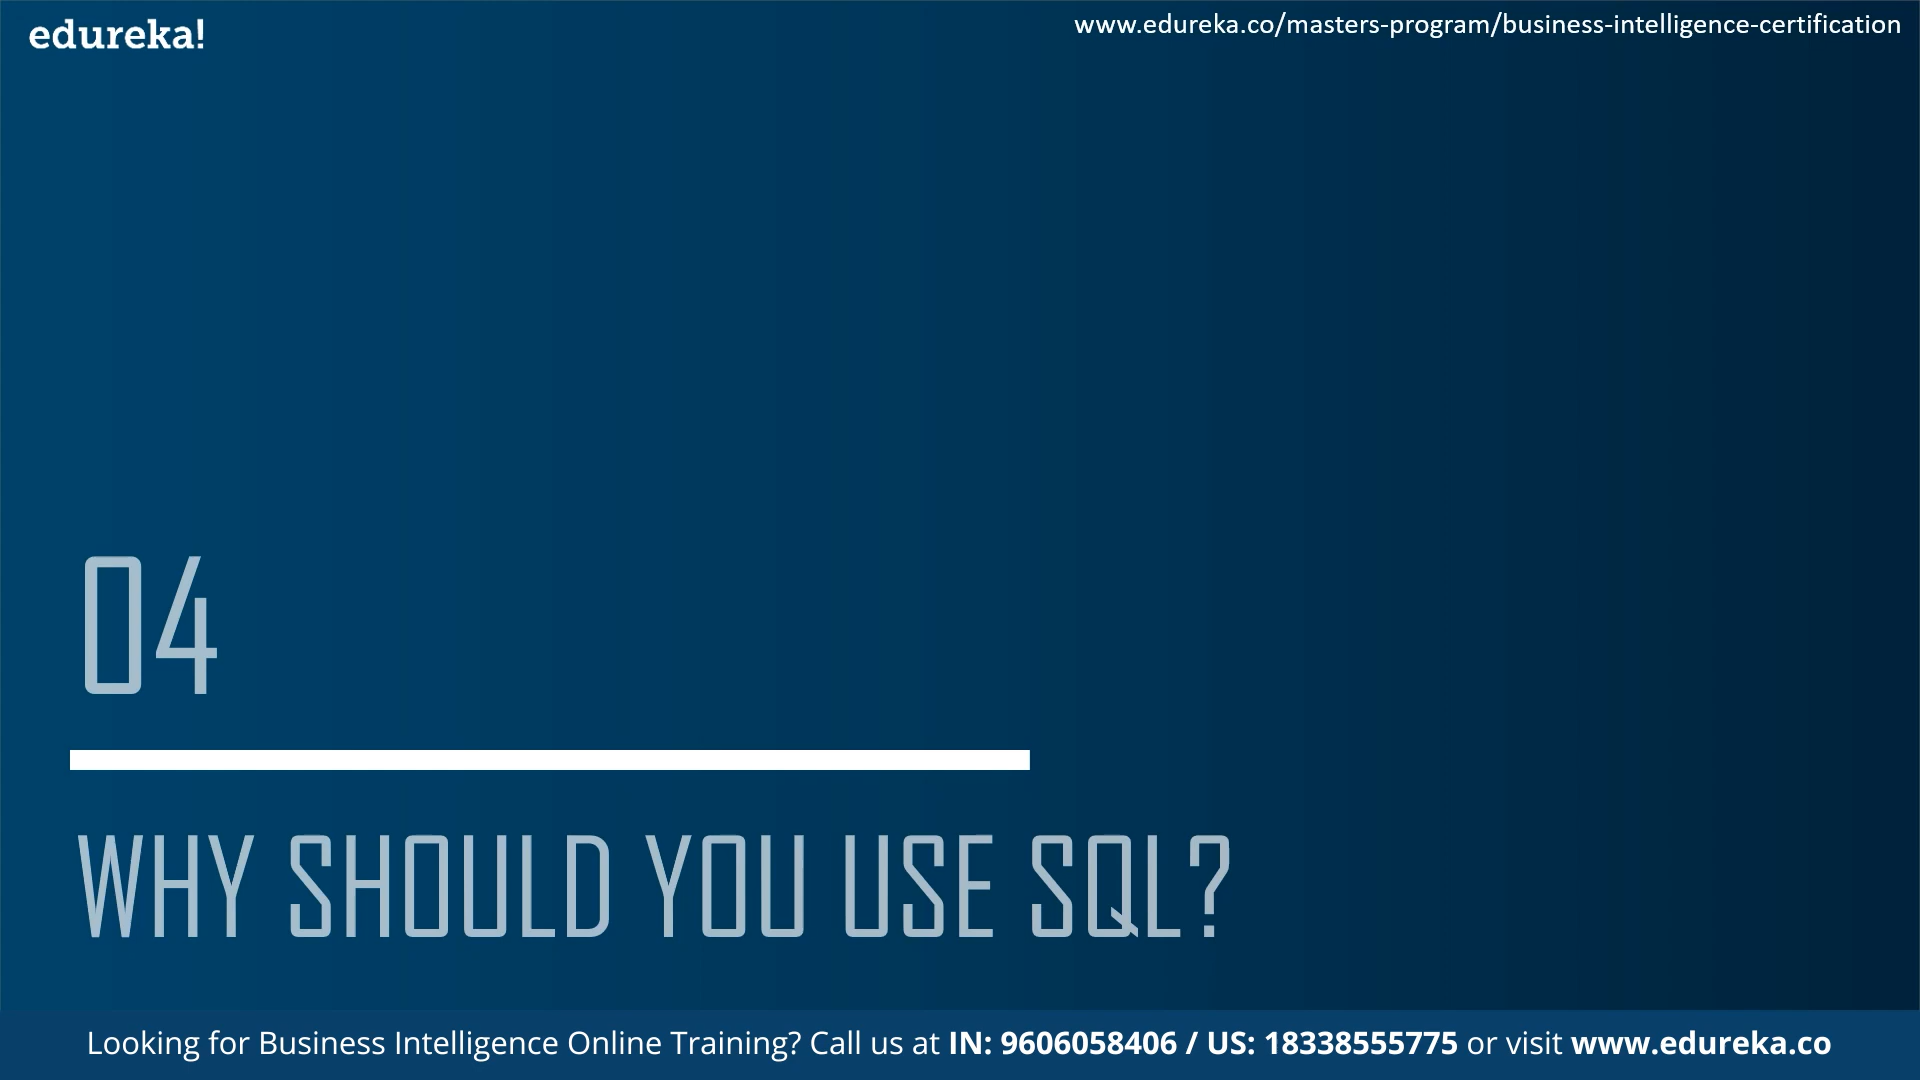 edureka!
www.edureka.co/masters-program/business-intelligence-certification
04
WHY SHOULD YOU USE SQL?
Looking for Business Intelligence Online Training? Call us at IN: 9606058406 / US: 18338555775 or visit www.edureka.co